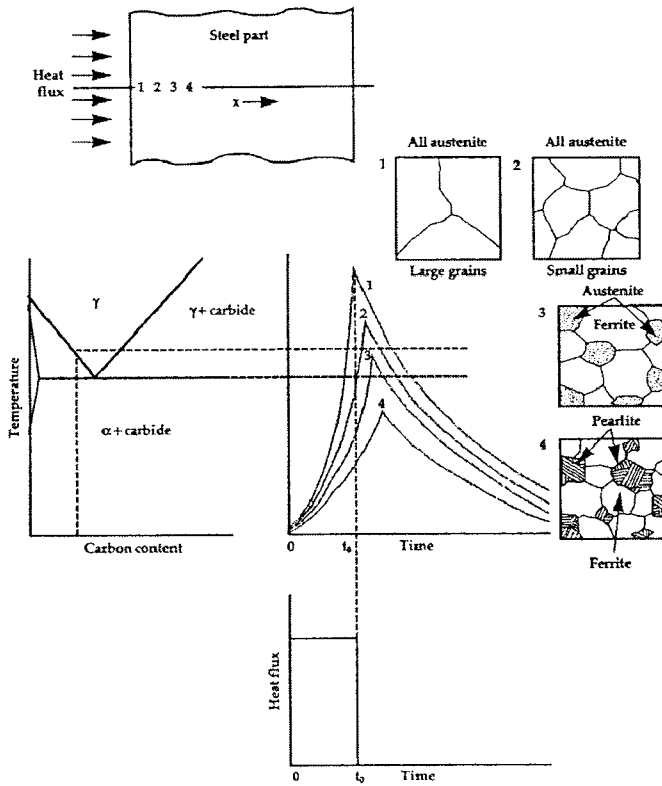 Steel part
Heat
flux
1 2 3 4
x
All austenite
All austenite
1
2
Large grains
Small grains
Austenite
3
Ferrite
Pearlite
4
Ferrite
Temperature
γ
γ + carbide
α + carbide
Carbon content
1
2
3
4
0
t₀
Time
Heat flux
0
t₀
Time